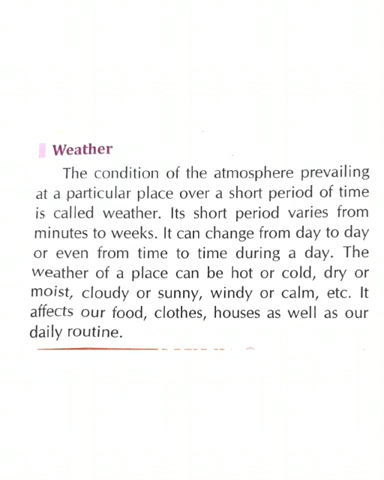 Weather
The condition of the atmosphere prevailing
at a particular place over a short period of time
is called weather. Its short period varies from
minutes to weeks. It can change from day to day
or even from time to time during a day. The
weather of a place can be hot or cold, dry or
moist, cloudy or sunny, windy or calm, etc. It
affects our food, clothes, houses as well as our
daily routine.